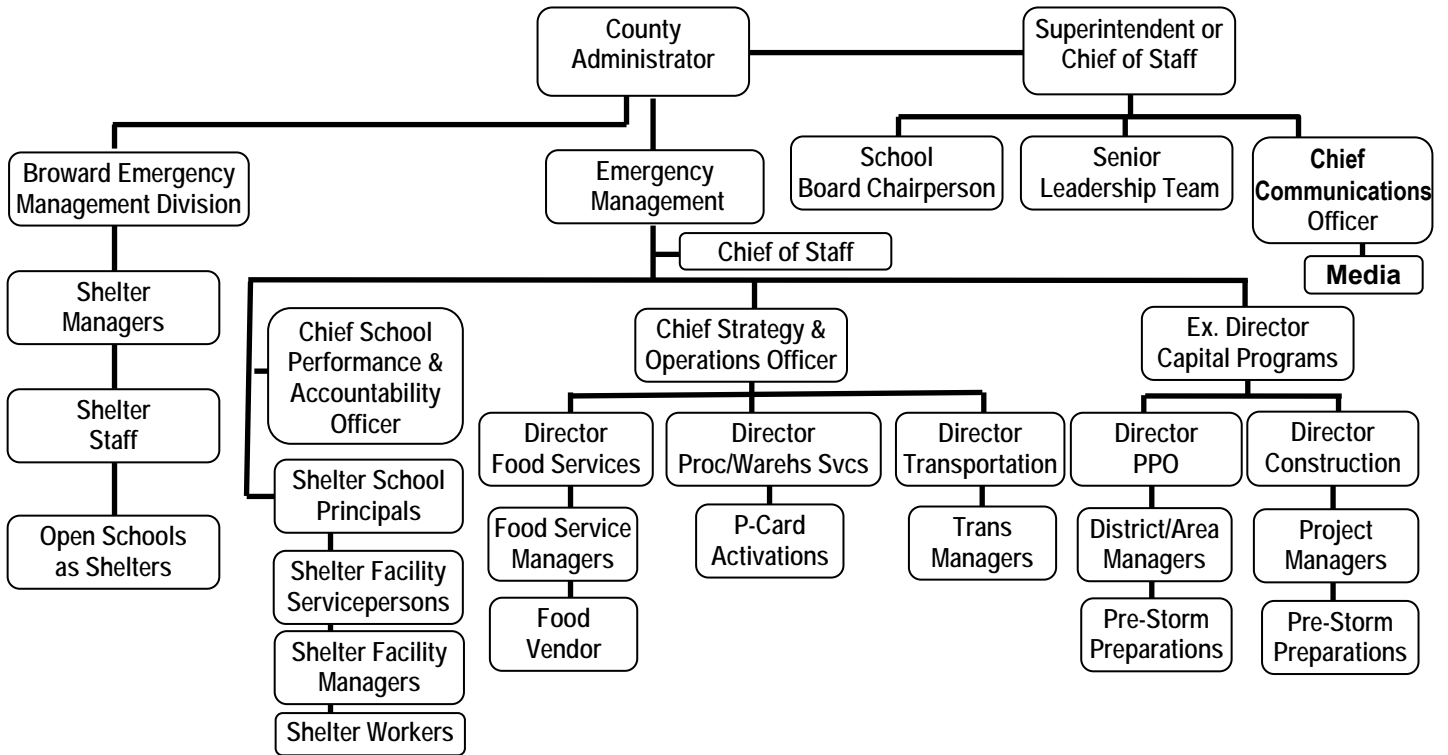 County
Administrator
Superintendent or
Chief of Staff
Broward Emergency
Management Division
Emergency
Management
School
Board Chairperson
Senior
Leadership Team
Chief
Communications
Officer
Media
Chief of Staff
Shelter
Managers
Shelter
Staff
Open Schools
as Shelters
Chief School
Performance &
Accountability
Officer
Shelter School
Principals
Shelter Facility
Servicepersons
Shelter Facility
Managers
Shelter Workers
Chief Strategy &
Operations Officer
Director
Food Services
Food Service
Managers
Food
Vendor
Director
Proc/Warehs Svcs
P-Card
Activations
Director
Transportation
Trans
Managers
Ex. Director
Capital Programs
Director
PPO
District/Area
Managers
Pre-Storm
Preparations
Director
Construction
Project
Managers
Pre-Storm
Preparations